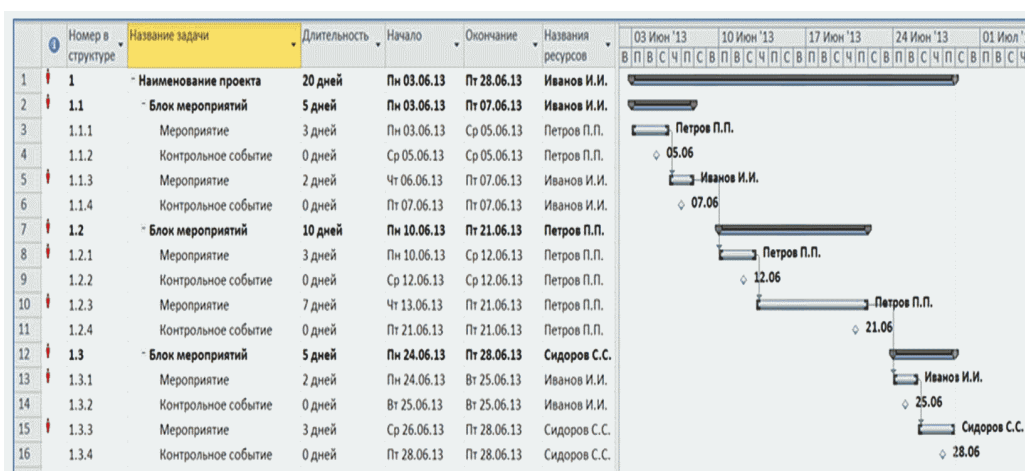 Номер в структуре Название задачи Длительность Начало Окончание Названия ресурсов 03 Июн '13 10 Июн '13 17 Июн '13 24 Июн '13 01 Июл '
В П В С Ч П С В П В С Ч П С В П В С Ч П С В П В С Ч П С В П В С Ч
1 1 - Наименование проекта 20 дней Пн 03.06.13 Пт 28.06.13 Иванов И.И.
2 1.1 - Блок мероприятий 5 дней Пн 03.06.13 Пт 07.06.13 Иванов И.И.
3 1.1.1 Мероприятие 3 дней Пн 03.06.13 Ср 05.06.13 Петров П.П. Петров П.П.
4 1.1.2 Контрольное событие 0 дней Ср 05.06.13 Ср 05.06.13 Петров П.П. 05.06
5 1.1.3 Мероприятие 2 дней Чт 06.06.13 Пт 07.06.13 Иванов И.И. Иванов И.И.
6 1.1.4 Контрольное событие 0 дней Пт 07.06.13 Пт 07.06.13 Иванов И.И. 07.06
7 1.2 - Блок мероприятий 10 дней Пн 10.06.13 Пт 21.06.13 Петров П.П.
8 1.2.1 Мероприятие 3 дней Пн 10.06.13 Ср 12.06.13 Петров П.П. Петров П.П.
9 1.2.2 Контрольное событие 0 дней Ср 12.06.13 Ср 12.06.13 Петров П.П. 12.06
10 1.2.3 Мероприятие 7 дней Чт 13.06.13 Пт 21.06.13 Петров П.П. Петров П.П.
11 1.2.4 Контрольное событие 0 дней Пт 21.06.13 Пт 21.06.13 Петров П.П. 21.06
12 1.3 - Блок мероприятий 5 дней Пн 24.06.13 Пт 28.06.13 Сидоров С.С.
13 1.3.1 Мероприятие 2 дней Пн 24.06.13 Вт 25.06.13 Иванов И.И. Иванов И.И.
14 1.3.2 Контрольное событие 0 дней Вт 25.06.13 Вт 25.06.13 Иванов И.И. 25.06
15 1.3.3 Мероприятие 3 дней Ср 26.06.13 Пт 28.06.13 Сидоров С.С. Сидоров С.С.
16 1.3.4 Контрольное событие 0 дней Пт 28.06.13 Пт 28.06.13 Сидоров С.С. 28.06